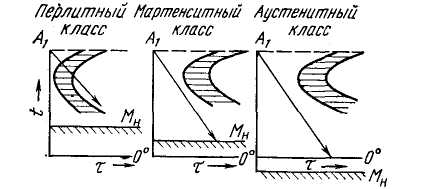 Перлитный класс
Мартенситный класс
Аустенитный класс
A₁
A₁
A₁
t
Mн
Mн
τ
0°
τ
0°
τ
0°
Mн